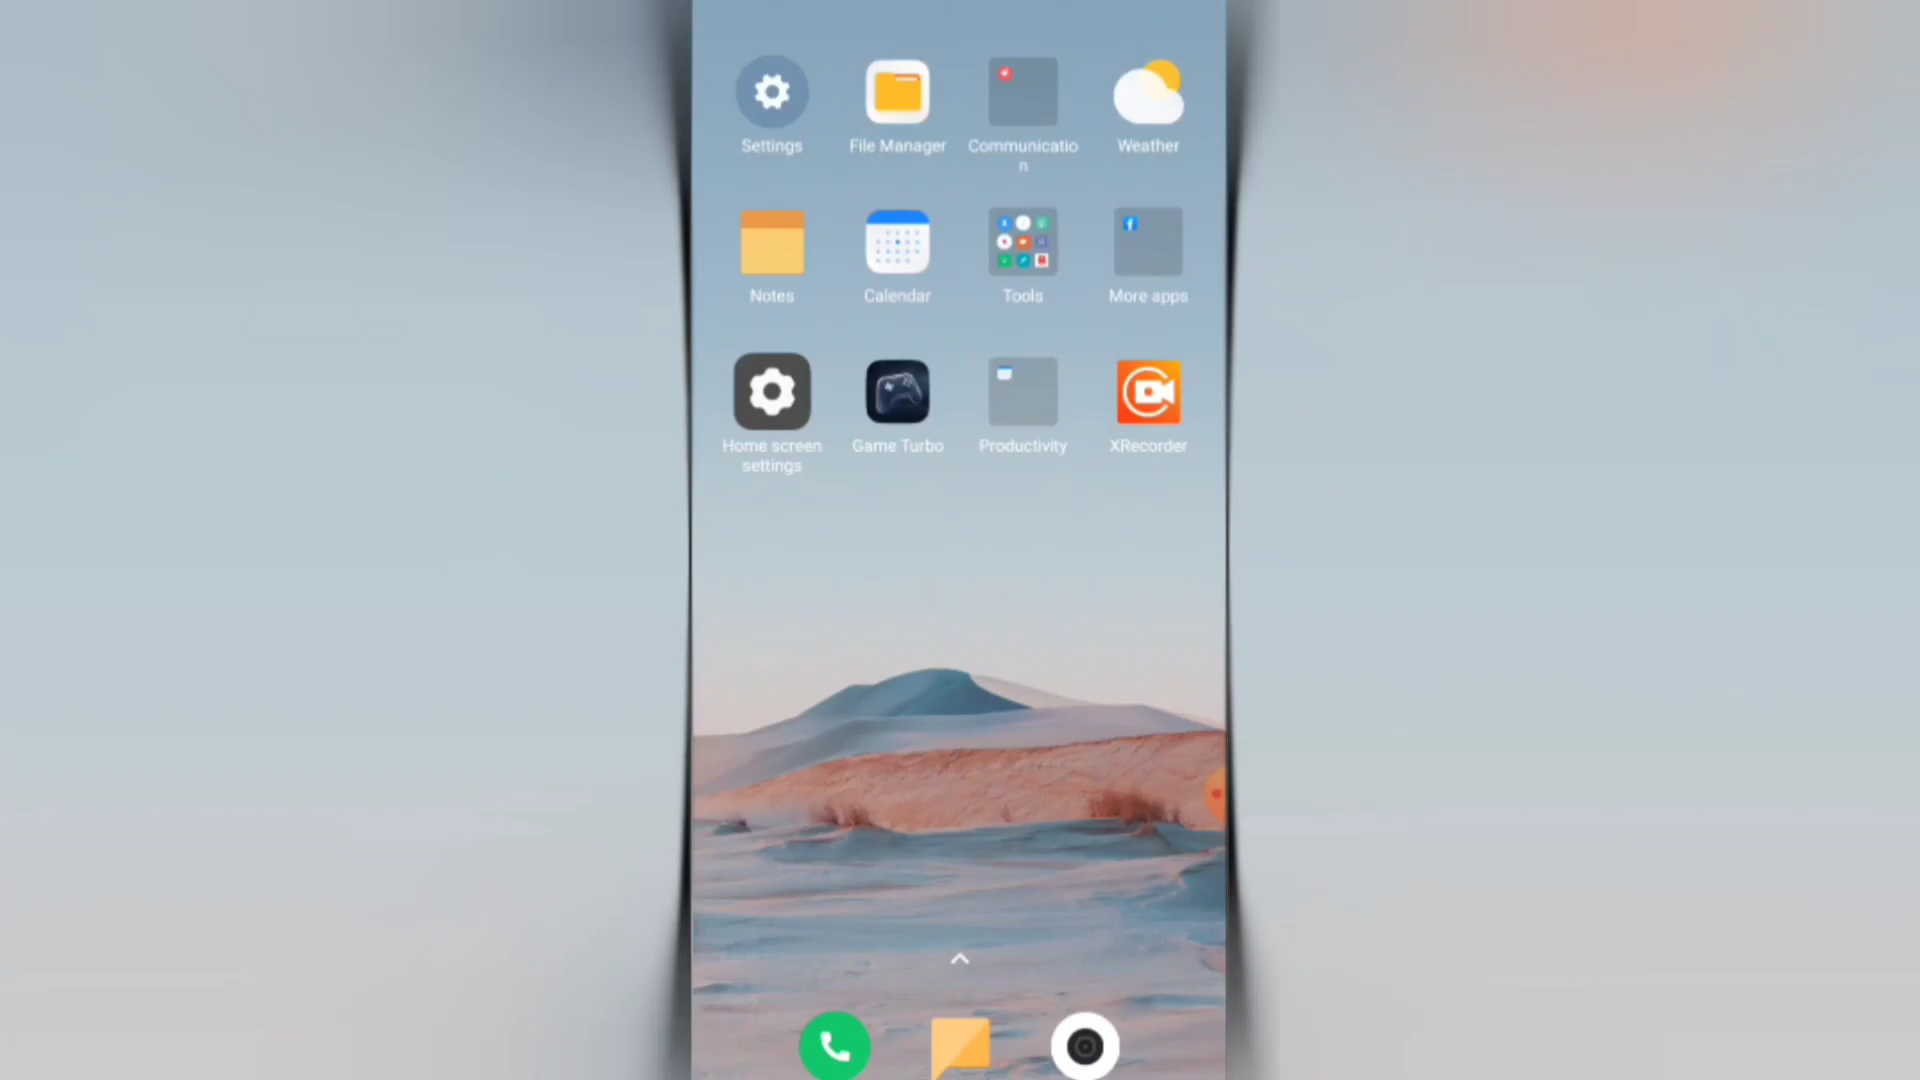 Settings
File Manager
Communicatio
n
Weather
Notes
Calendar
Tools
More apps
Home screen
settings
Game Turbo
Productivity
XRecorder